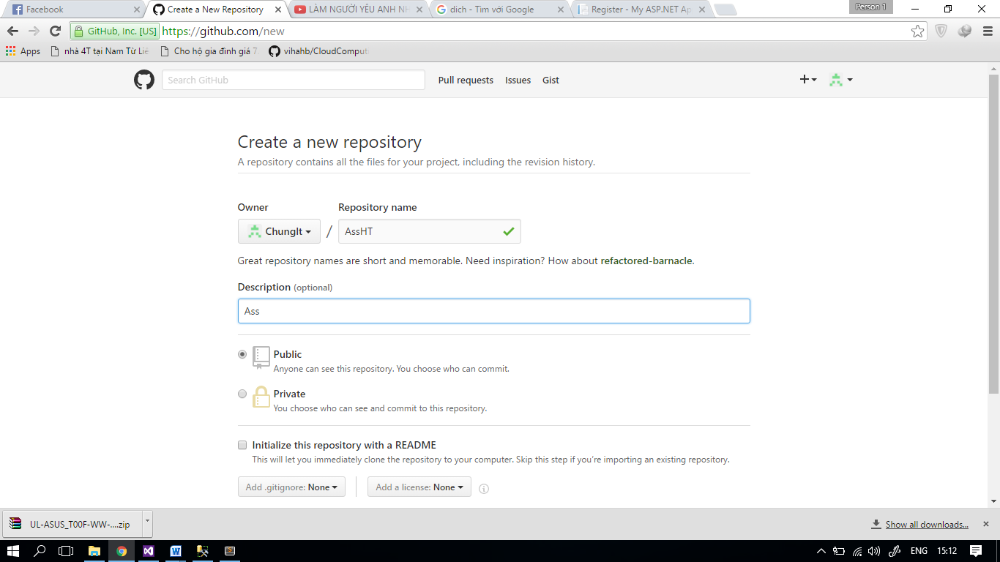 Facebook
Create a New Repository
LÀM NGƯỜI YÊU ANH NH
dich - Tìm với Google
Register - My ASP.NET Ap
Person 1
GitHub, Inc. [US] https://github.com/new
Apps
nhà 4T tại Nam Từ Liê
Cho hộ gia đình giá 7
vihahb/CloudComputi
Search GitHub
Pull requests
Issues
Gist
Create a new repository
A repository contains all the files for your project, including the revision history.
Owner
Repository name
ChungIt / AssHT
Great repository names are short and memorable. Need inspiration? How about refactored-barnacle.
Description (optional)
Ass
Public
Anyone can see this repository. You choose who can commit.
Private
You choose who can see and commit to this repository.
Initialize this repository with a README
This will let you immediately clone the repository to your computer. Skip this step if you're importing an existing repository.
Add .gitignore: None
Add a license: None
UL-ASUS_T00F-WW-....zip
Show all downloads...
ENG
15:12